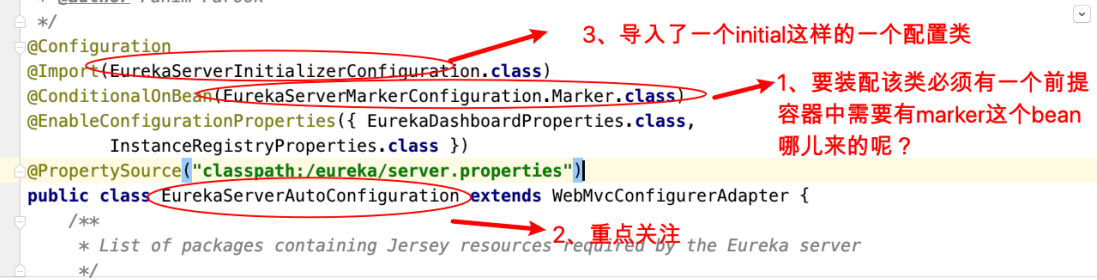 * @author Tahir Farook
*/
@Configuration
@Import(EurekaServerInitializerConfiguration.class)
@ConditionalOnBean(EurekaServerMarkerConfiguration.Marker.class)
@EnableConfigurationProperties({ EurekaDashboardProperties.class,
InstanceRegistryProperties.class })
@PropertySource("classpath:/eureka/server.properties")
public class EurekaServerAutoConfiguration extends WebMvcConfigurerAdapter {
/**
* List of packages containing Jersey resources required by the Eureka server
*/
3、导入了一个initial这样的一个配置类
1、要装配该类必须有一个前提
容器中需要有marker这个bean
哪儿来的呢？
2、重点关注